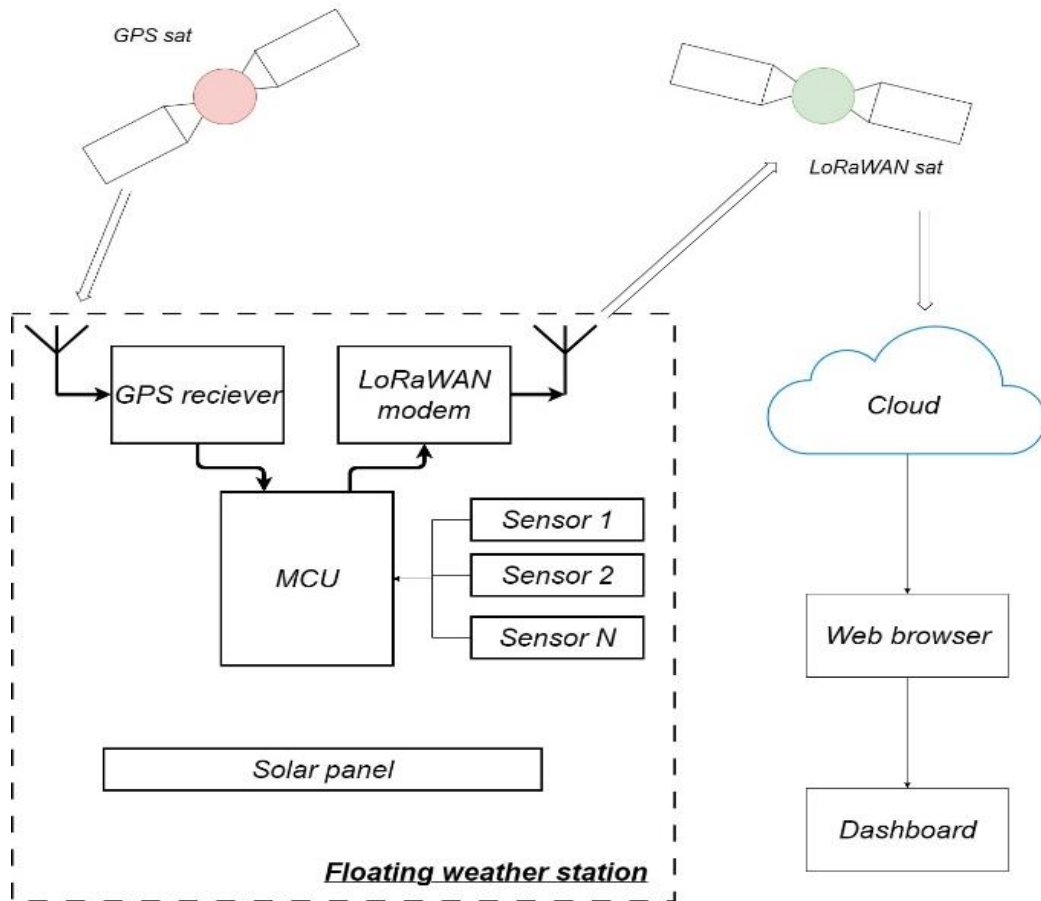 GPS sat
LoRaWAN sat
GPS reciever
LoRaWAN
modem
Cloud
MCU
Sensor 1
Sensor 2
Sensor N
Web browser
Solar panel
Dashboard
Floating weather station